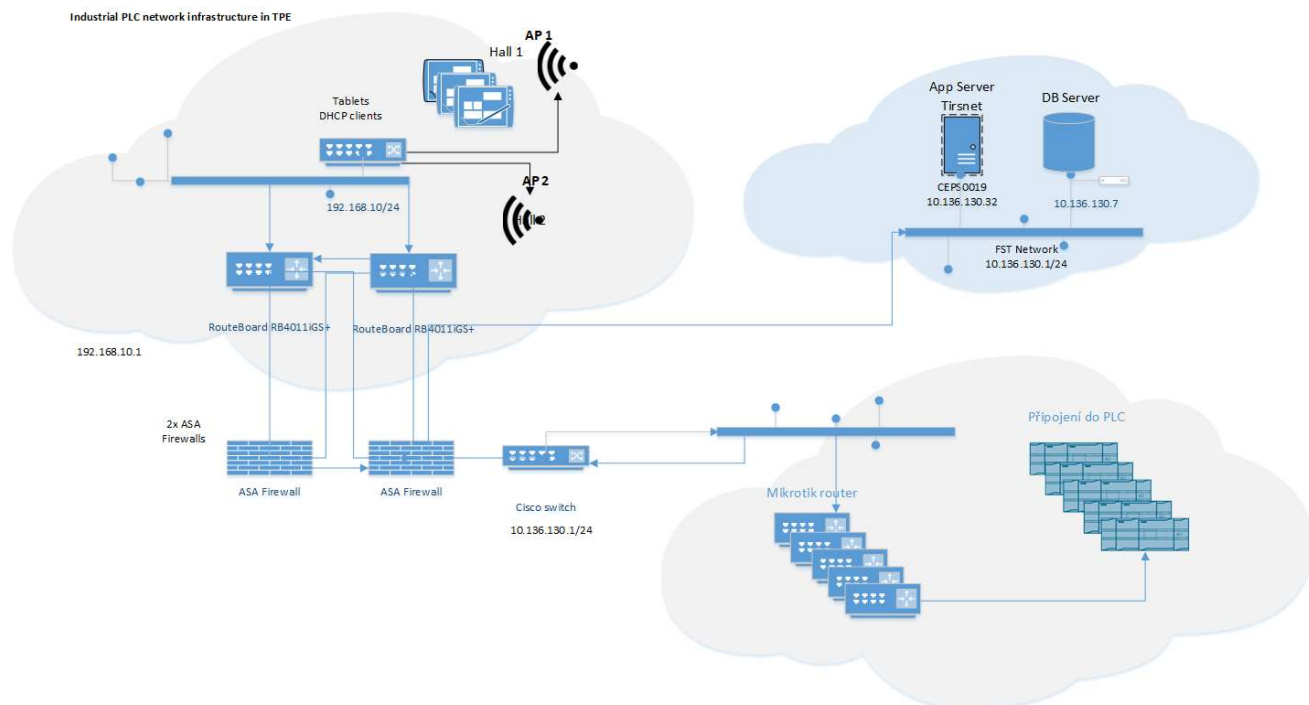 Industrial PLC network infrastructure in TPE
AP 1
Hall 1
Tablets
DHCP clients
AP 2
192.168.10/24
RouteBoard RB4011iGS+
RouteBoard RB4011iGS+
192.168.10.1
App Server
Tirsnet
DB Server
CEPS0019
10.136.130.32
10.136.130.7
FST Network
10.136.130.1/24
2x ASA
Firewalls
ASA Firewall
ASA Firewall
Cisco switch
10.136.130.1/24
Připojení do PLC
Mikrotik router